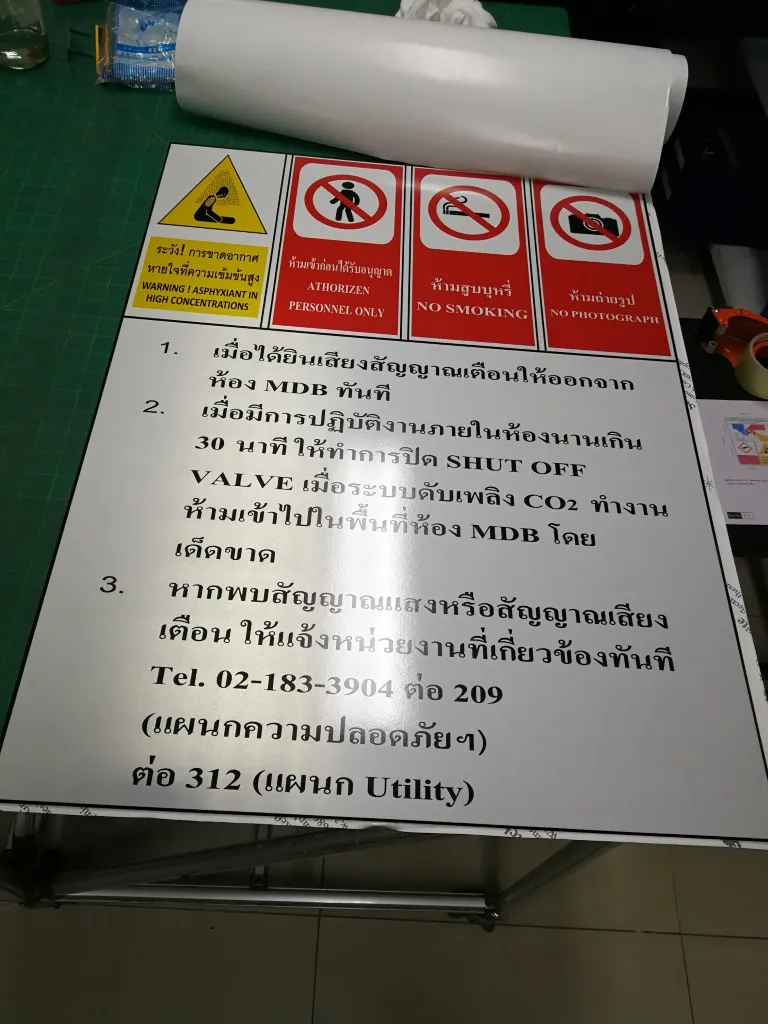 ระวัง! การขาดอากาศ
หายใจที่ความเข้มข้นสูง
WARNING ! ASPHYXIANT IN
HIGH CONCENTRATIONS
ห้ามเข้าก่อนได้รับอนุญาต
ATHORIZEN
PERSONNEL ONLY
ห้ามสูบบุหรี่
NO SMOKING
ห้ามถ่ายรูป
NO PHOTOGRAPH
1. เมื่อได้ยินเสียงสัญญาณเตือนให้ออกจาก
ห้อง MDB ทันที
2. เมื่อมีการปฏิบัติงานภายในห้องนานเกิน
30 นาที ให้ทำการปิด SHUT OFF
VALVE เมื่อระบบดับเพลิง CO2 ทำงาน
ห้ามเข้าไปในพื้นที่ห้อง MDB โดย
เด็ดขาด
3. หากพบสัญญาณแสงหรือสัญญาณเสียง
เตือน ให้แจ้งหน่วยงานที่เกี่ยวข้องทันที
Tel. 02-183-3904 ต่อ 209
(แผนกความปลอดภัยฯ)
ต่อ 312 (แผนก Utility)